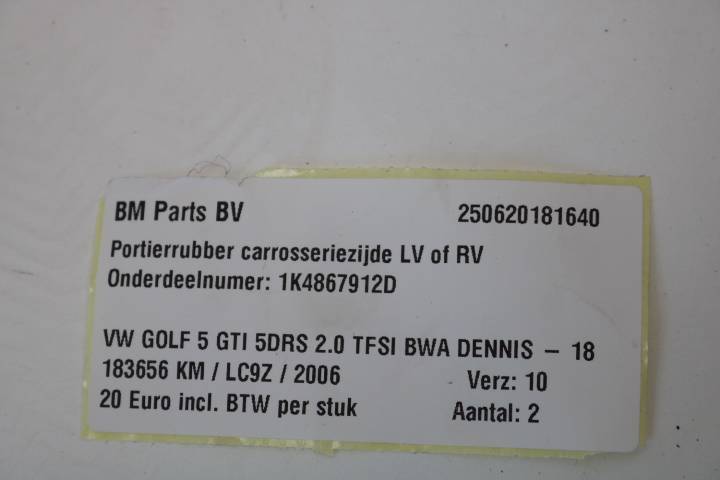 BM Parts BV 250620181640
Portierrubber carrosseriezijde LV of RV
Onderdeelnumer: 1K4867912D
VW GOLF 5 GTI 5DRS 2.0 TFSI BWA DENNIS – 18
183656 KM / LC9Z / 2006 Verz: 10
20 Euro incl. BTW per stuk Aantal: 2